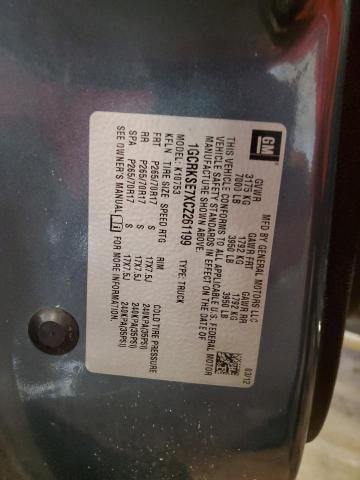 GM
MFD BY GENERAL MOTORS LLC 03/12
GVWR GAWR FRT GAWR RR
3175 KG 1792 KG 1792 KG
7000 LB 3950 LB 3950 LB
THIS VEHICLE CONFORMS TO ALL APPLICABLE U.S. FEDERAL MOTOR
VEHICLE SAFETY STANDARDS IN EFFECT ON THE DATE OF
MANUFACTURE SHOWN ABOVE.
1GCRKSE7XCZ261199 TYPE: TRUCK
MODEL: K10753
KFLN TIRE SIZE SPEED RTG RIM COLD TIRE PRESSURE
FRT P265/70R17 S 17X7.5J 240KPA(35PSI)
RR P265/70R17 S 17X7.5J 240KPA(35PSI)
SPA P265/70R17 S 17X7.5J 240KPA(35PSI)
SEE OWNER'S MANUAL FOR MORE INFORMATION.